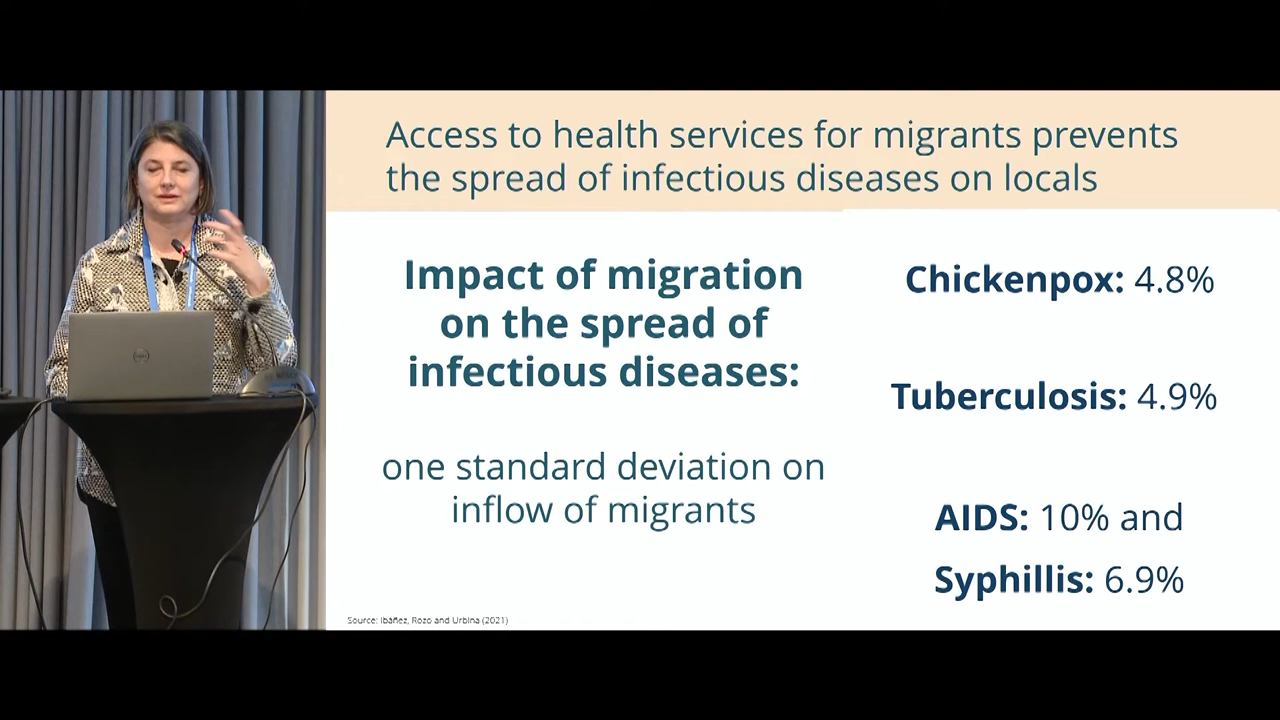 Access to health services for migrants prevents
the spread of infectious diseases on locals
Impact of migration
on the spread of
infectious diseases:
one standard deviation on
inflow of migrants
Chickenpox: 4.8%
Tuberculosis: 4.9%
AIDS: 10% and
Syphillis: 6.9%
Source: Ibáñez, Rozo and Urbina (2021)
DELL